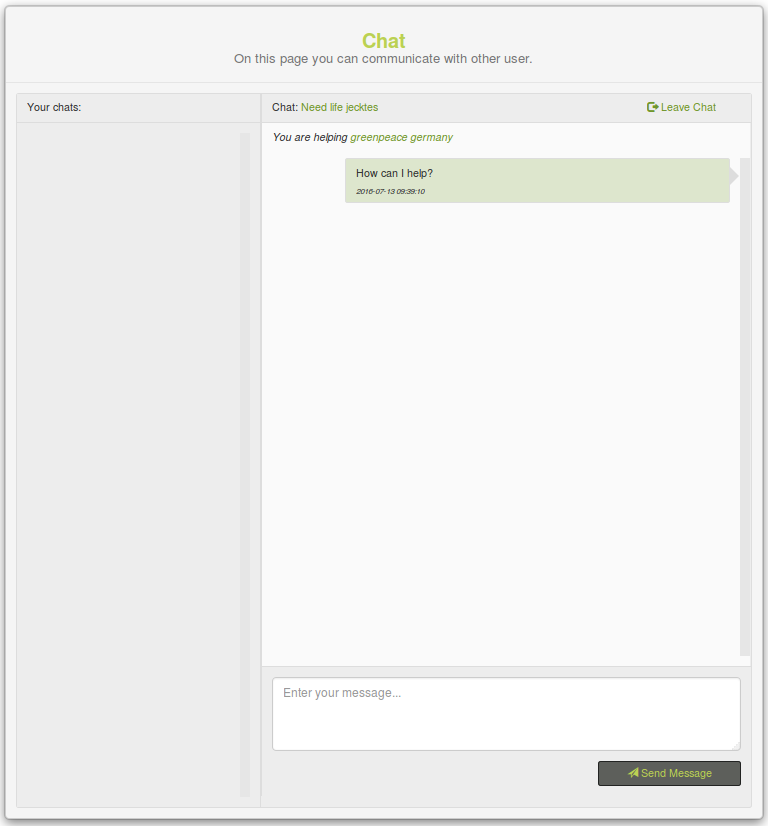 Chat
On this page you can communicate with other user.
Your chats:
Chat: Need life jecktes
Leave Chat
You are helping greenpeace germany
How can I help?
2016-07-13 09:39:10
Enter your message...
Send Message